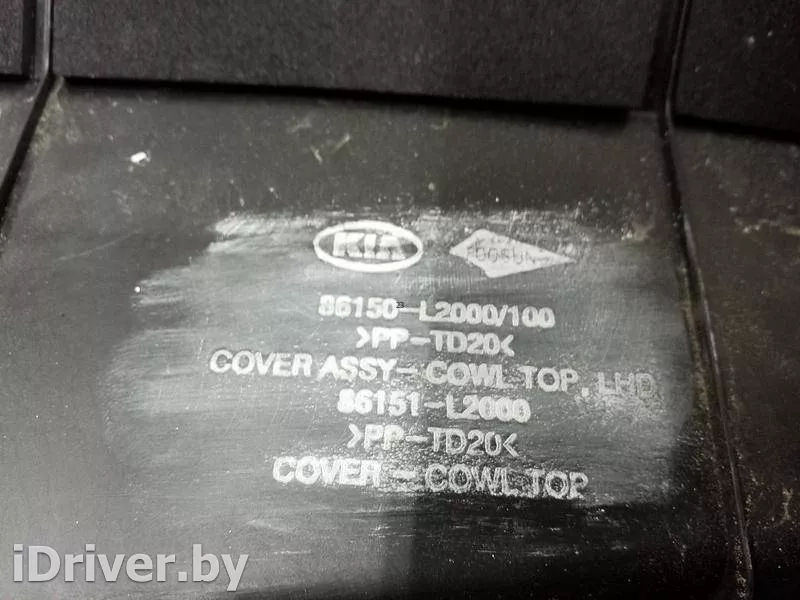 KIA
86150-L2000/100
23
>PP-TD20<
COVER ASSY-COWL TOP, LHD
86151-L2000
>PP-TD20<
COVER-COWL TOP
iDriver.by